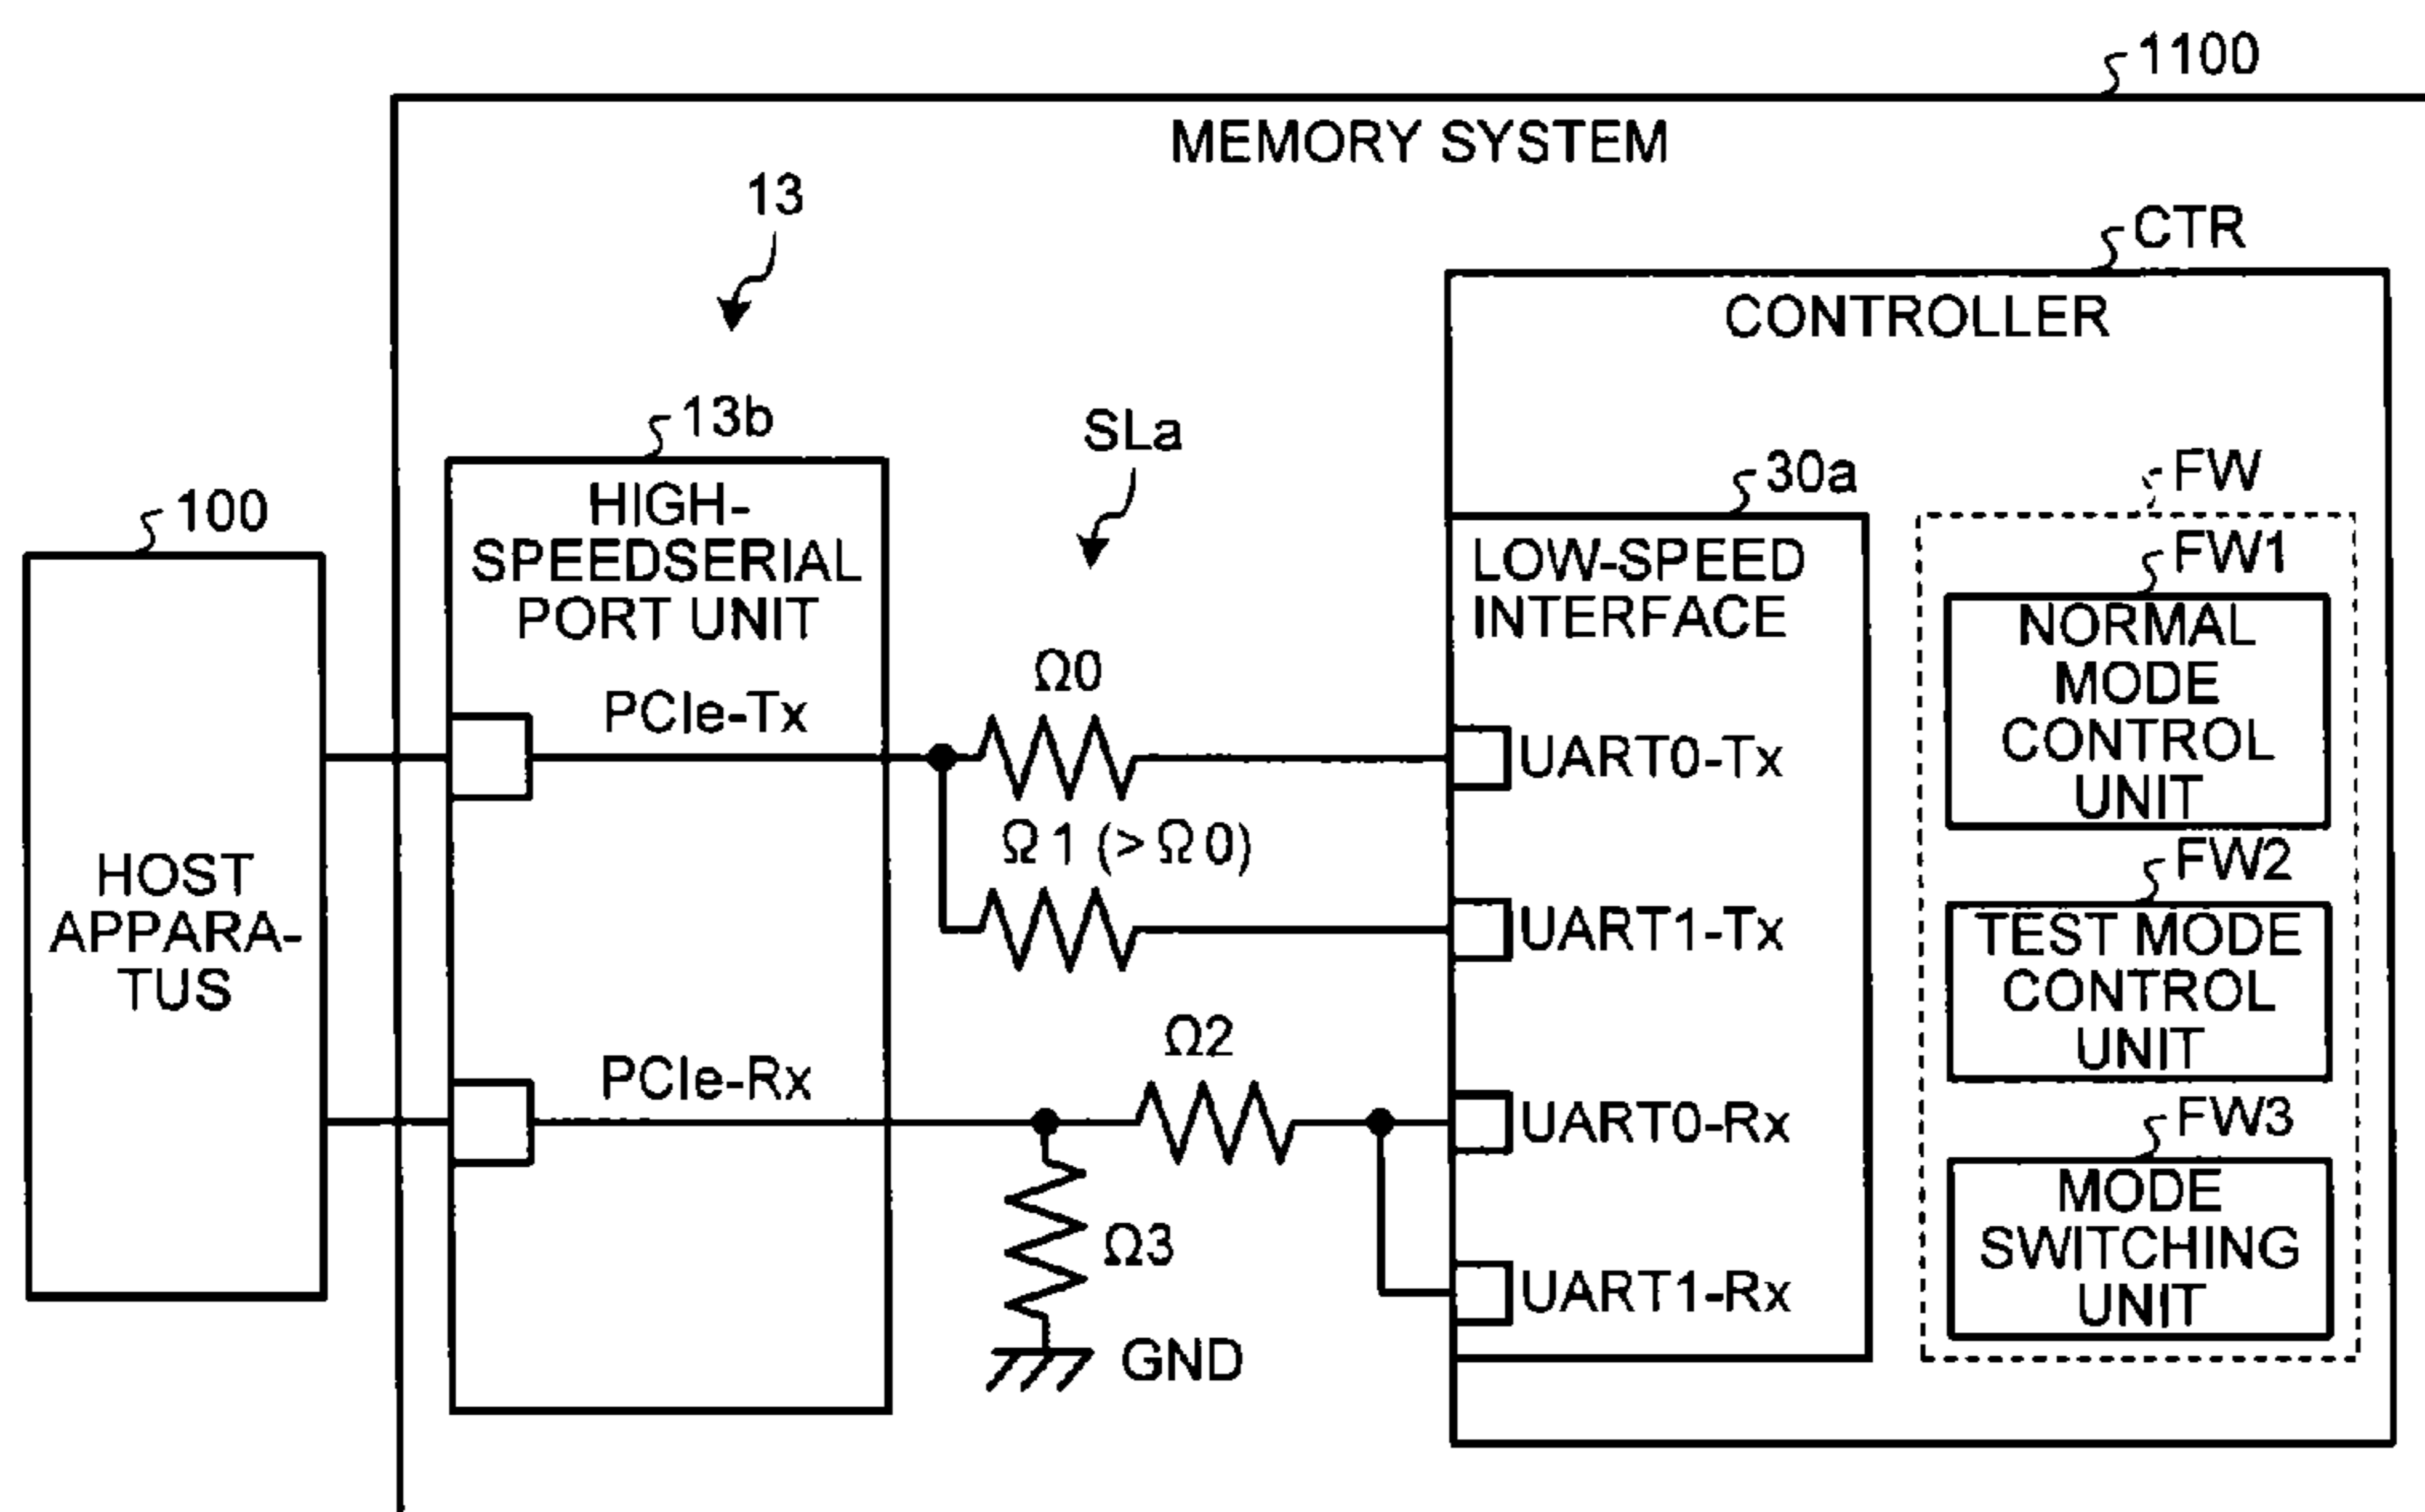 1100
MEMORY SYSTEM
13
CTR
CONTROLLER
13b
SLa
30a
FW
100
HIGH-
SPEEDSERIAL
PORT UNIT
LOW-SPEED
INTERFACE
FW1
NORMAL
MODE
CONTROL
UNIT
Ω0
PCIe-Tx
UART0-Tx
Ω1 (>Ω0)
FW2
HOST
APPARA-
TUS
UART1-Tx
TEST MODE
CONTROL
UNIT
Ω2
PCIe-Rx
UART0-Rx
FW3
MODE
SWITCHING
UNIT
Ω3
UART1-Rx
GND